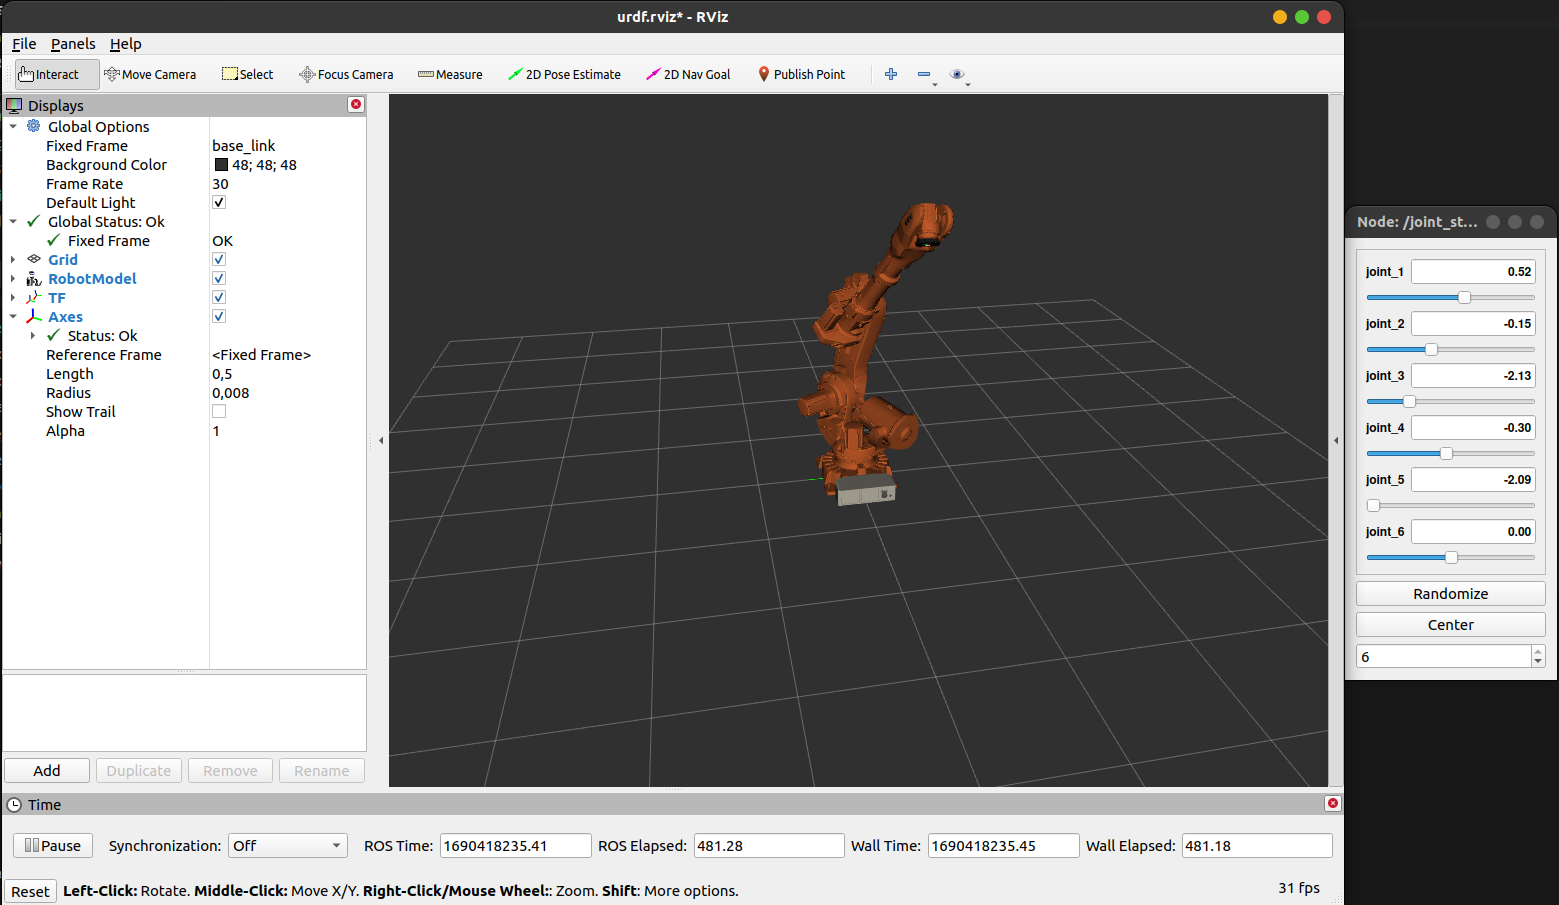 urdf.rviz* - RViz
File Panels Help
Interact Move Camera Select Focus Camera Measure 2D Pose Estimate 2D Nav Goal Publish Point
Displays
Global Options
Fixed Frame base_link
Background Color 48; 48; 48
Frame Rate 30
Default Light
Global Status: Ok
Fixed Frame OK
Grid
RobotModel
TF
Axes
Status: Ok
Reference Frame <Fixed Frame>
Length 0,5
Radius 0,008
Show Trail
Alpha 1
Add Duplicate Remove Rename
Time
Pause Synchronization: Off ROS Time: 1690418235.41 ROS Elapsed: 481.28 Wall Time: 1690418235.45 Wall Elapsed: 481.18
Reset Left-Click: Rotate. Middle-Click: Move X/Y. Right-Click/Mouse Wheel:: Zoom. Shift: More options. 31 fps
Node: /joint_st...
joint_1 0.52
joint_2 -0.15
joint_3 -2.13
joint_4 -0.30
joint_5 -2.09
joint_6 0.00
Randomize
Center
6